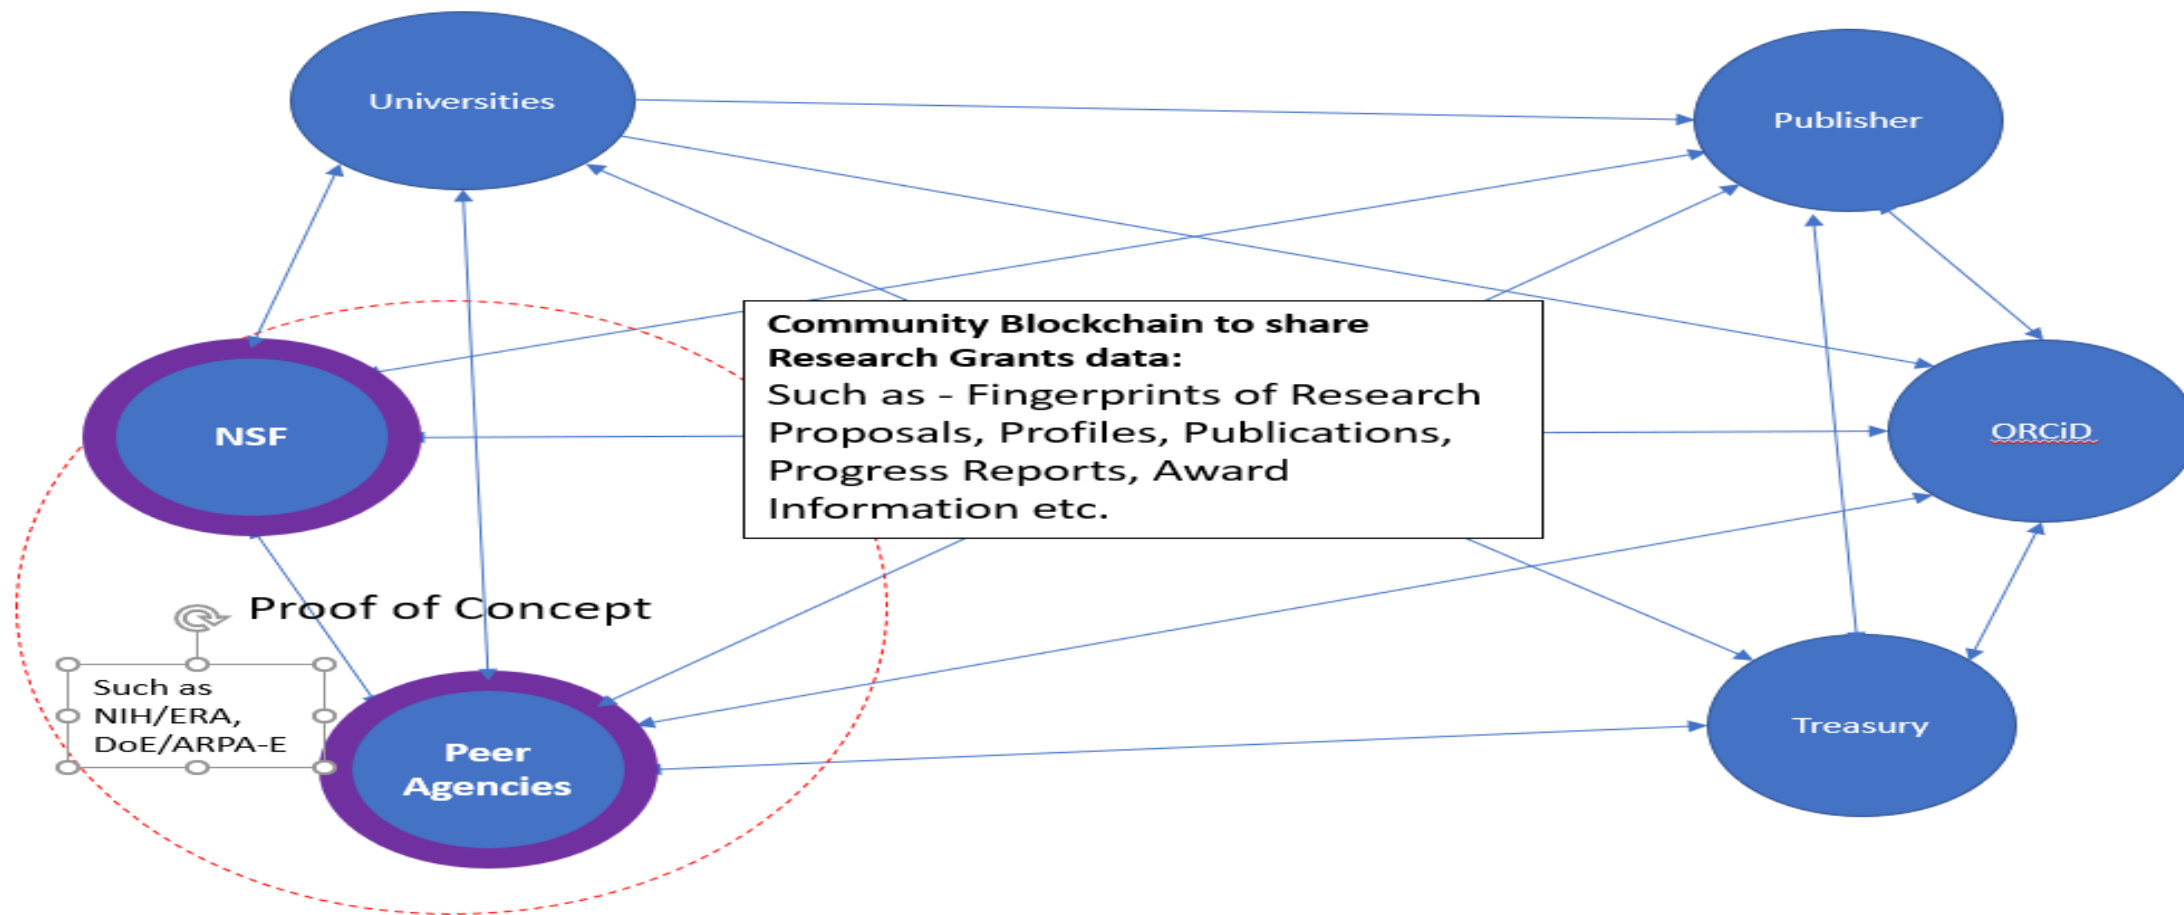 Universities
Publisher
Community Blockchain to share
Research Grants data:
Such as - Fingerprints of Research
Proposals, Profiles, Publications,
Progress Reports, Award
Information etc.
NSF
ORCiD
Proof of Concept
Such as
NIH/ERA,
DoE/ARPA-E
Peer
Agencies
Treasury